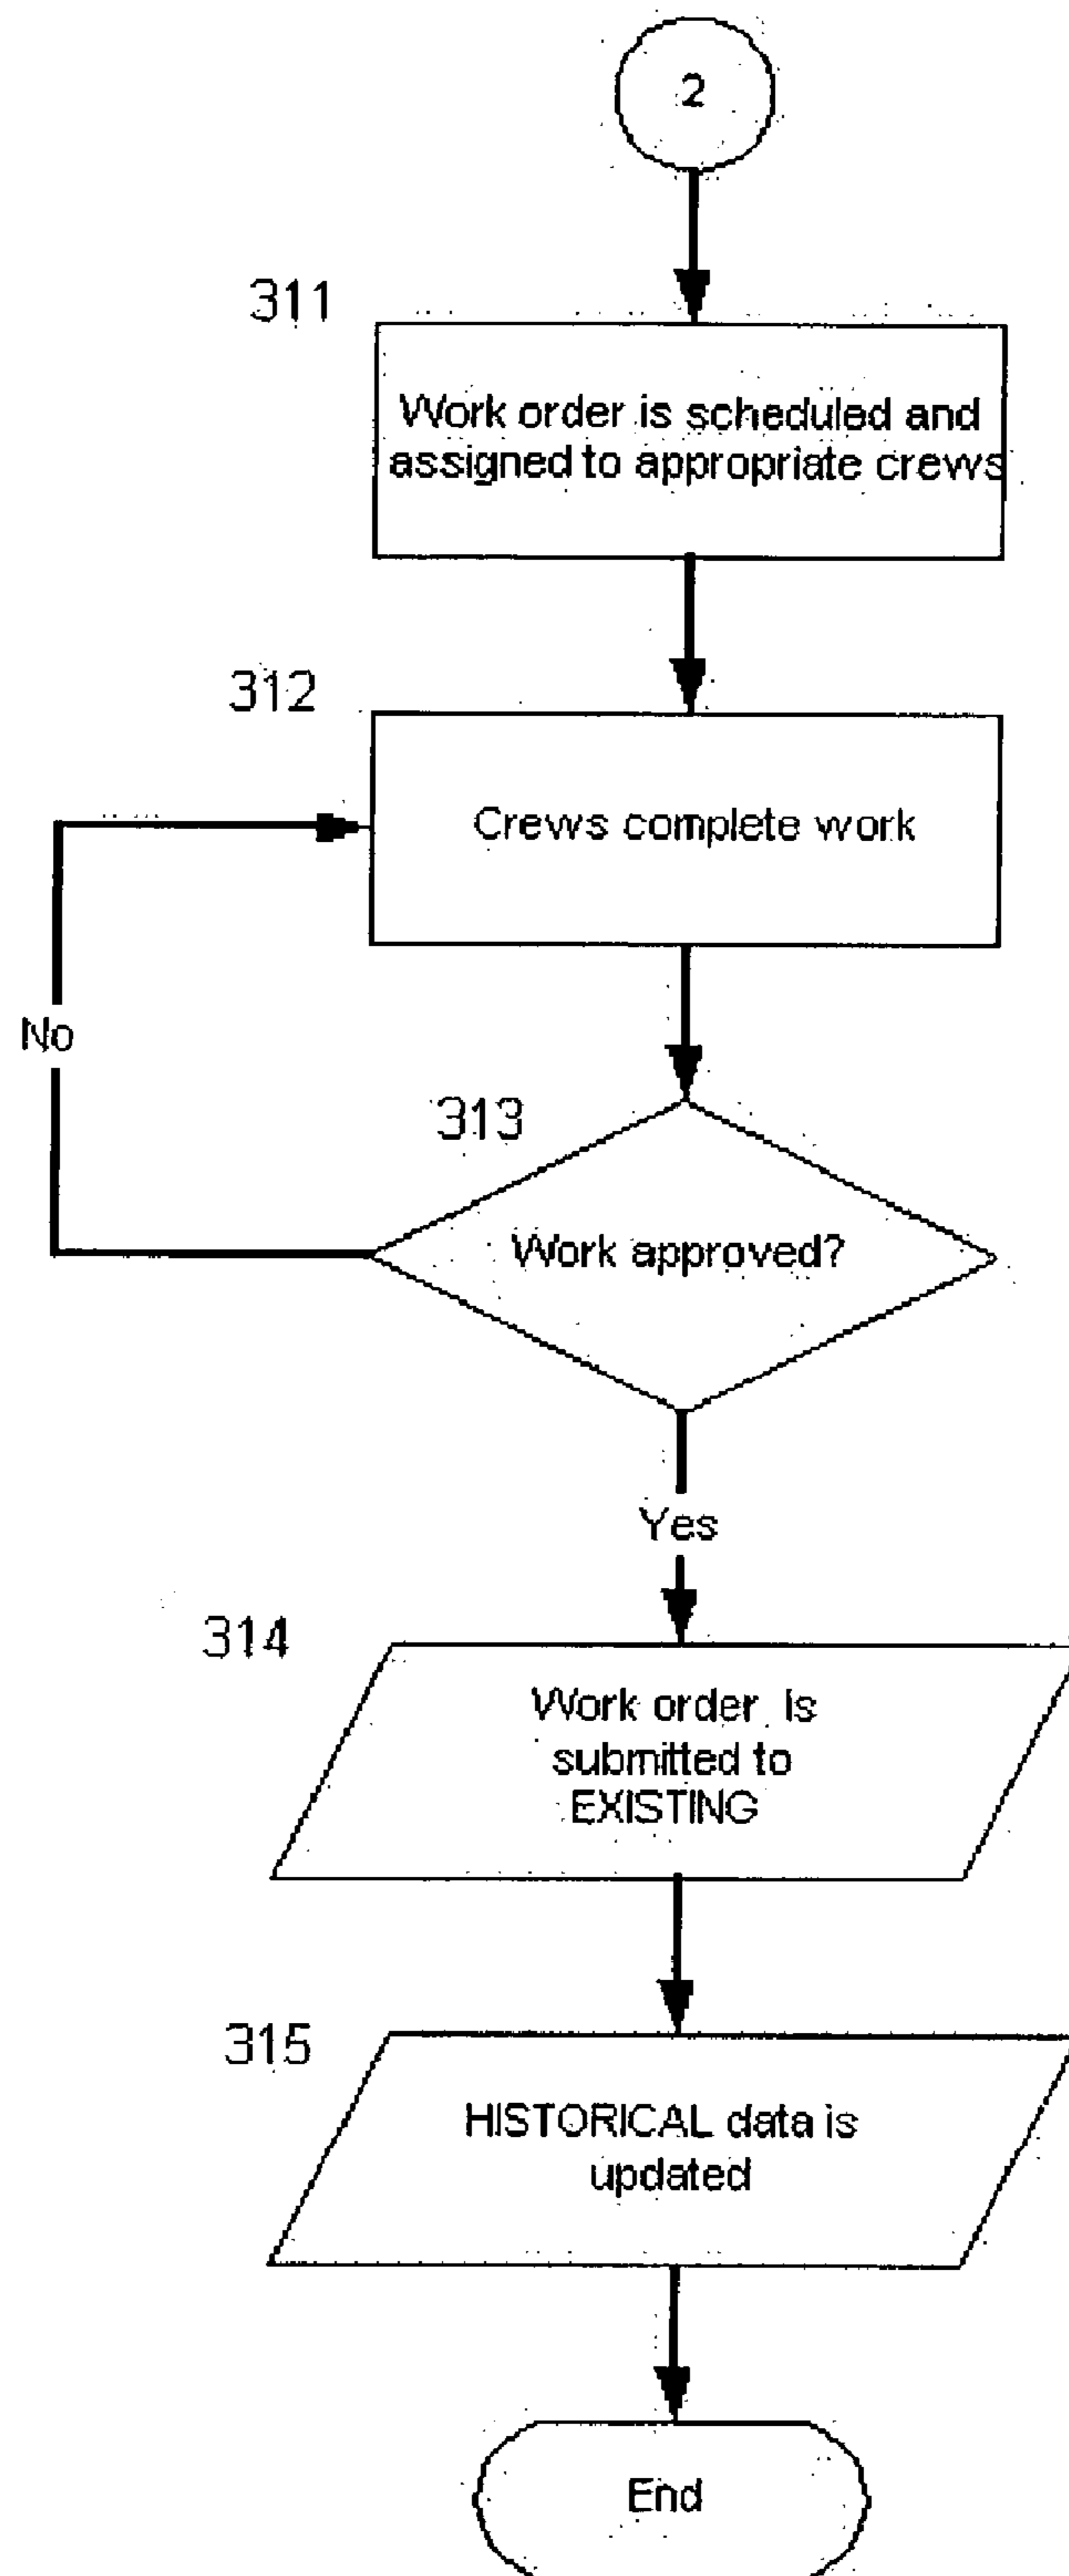 2
311
Work order is scheduled and
assigned to appropriate crews
312
Crews complete work
No
313
Work approved?
Yes
314
Work order is
submitted to
EXISTING
315
HISTORICAL data is
updated
End